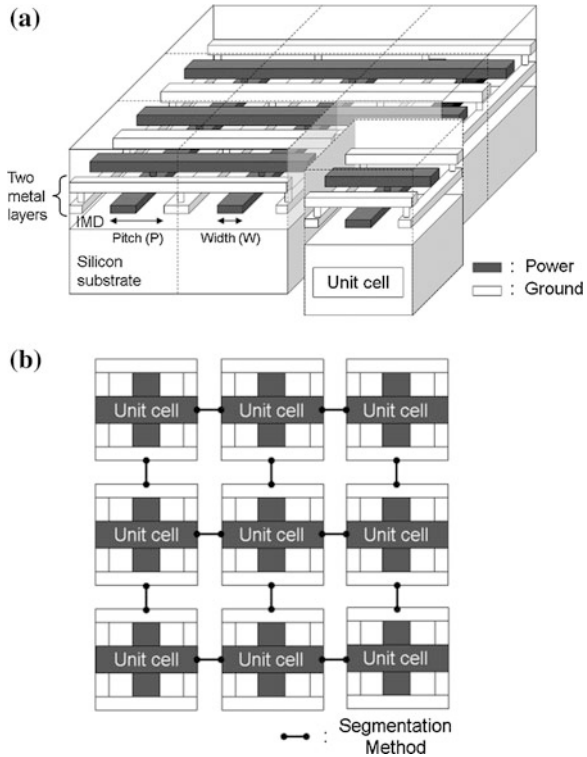 (a)
Two
metal
layers
IMD
Pitch (P)
Width (W)
Silicon
substrate
Unit cell
: Power
: Ground
(b)
Unit cell
Unit cell
Unit cell
Unit cell
Unit cell
Unit cell
Unit cell
Unit cell
Unit cell
: Segmentation
Method